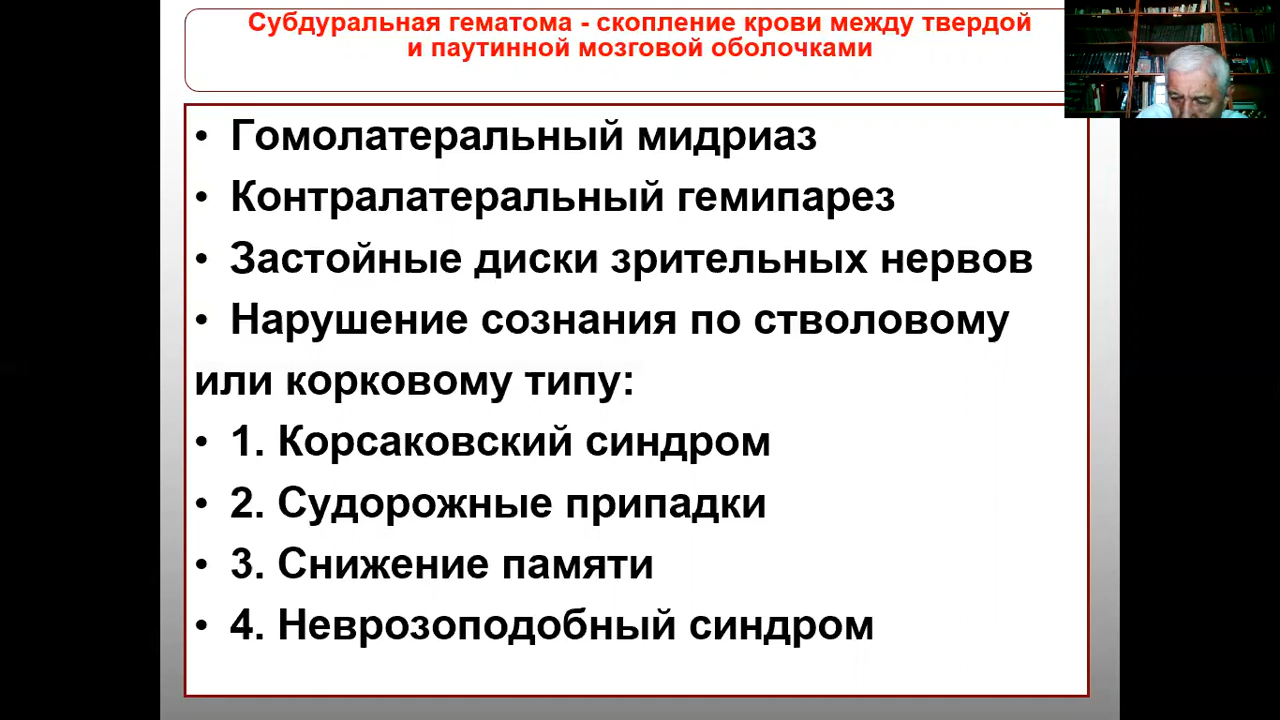 Субдуральная гематома - скопление крови между твердой
и паутинной мозговой оболочками
• Гомолатеральный мидриаз
• Контралатеральный гемипарез
• Застойные диски зрительных нервов
• Нарушение сознания по стволовому
или корковому типу:
• 1. Корсаковский синдром
• 2. Судорожные припадки
• 3. Снижение памяти
• 4. Неврозоподобный синдром